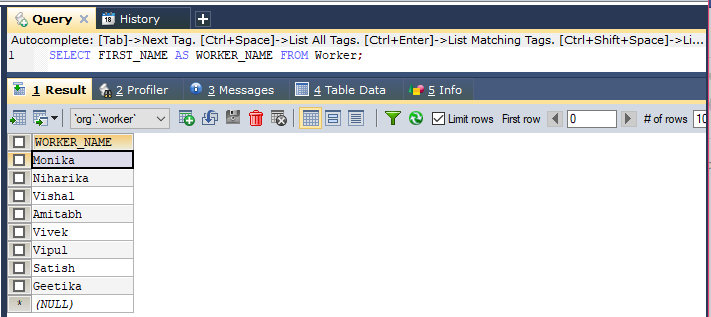 Query
History
Autocomplete: [Tab]->Next Tag. [Ctrl+Space]->List All Tags. [Ctrl+Enter]->List Matching Tags. [Ctrl+Shift+Space]->Li...
1 SELECT FIRST_NAME AS WORKER_NAME FROM Worker;
1 Result 2 Profiler 3 Messages 4 Table Data 5 Info
`org`.`worker` Limit rows First row 0 # of rows 10
WORKER_NAME
Monika
Niharika
Vishal
Amitabh
Vivek
Vipul
Satish
Geetika
* (NULL)